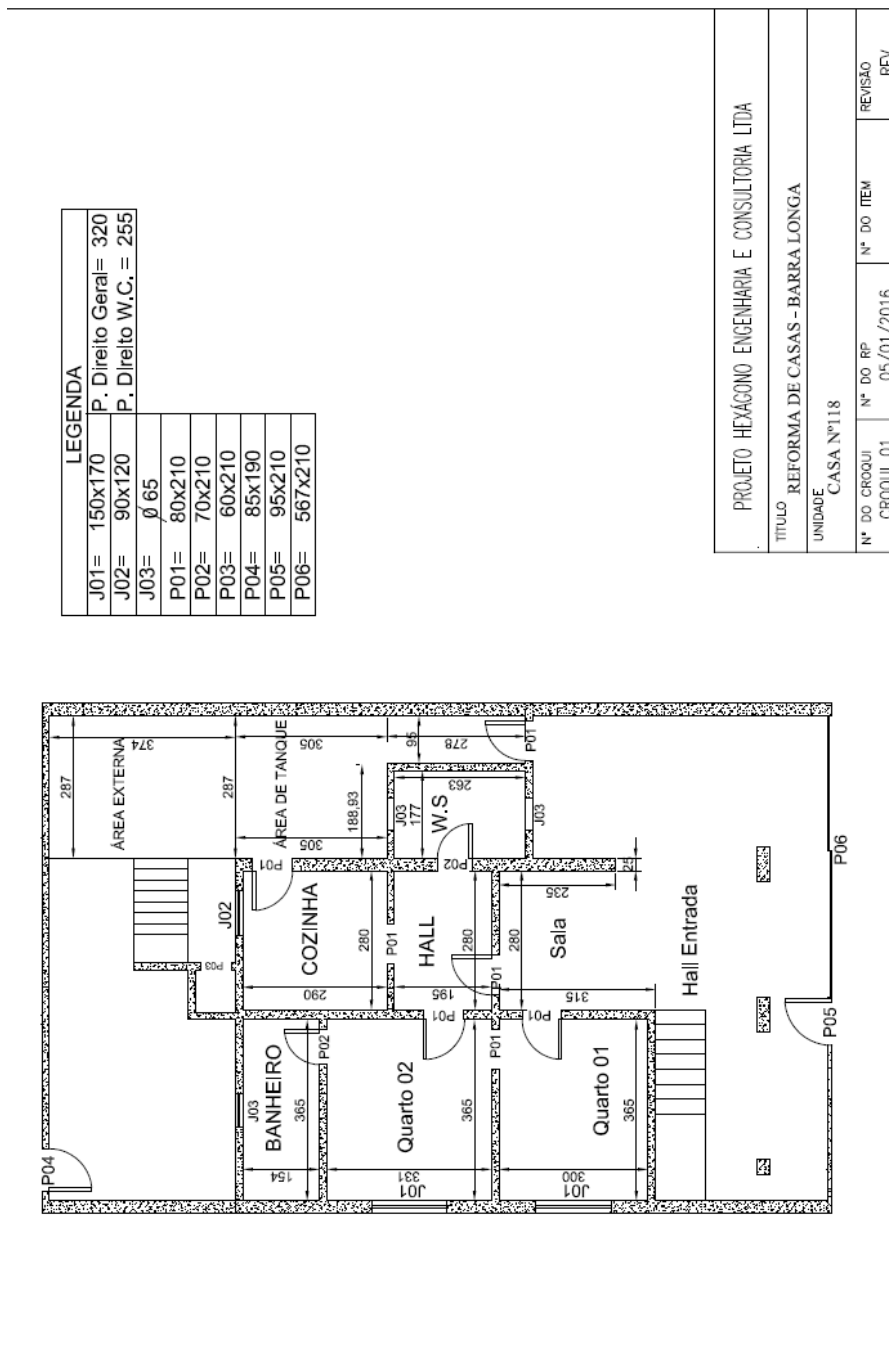 LEGENDA
J01= 150x170 P. Direito Geral= 320
J02= 90x120 P. Direito W.C. = 255
J03= Ø 65
P01= 80x210
P02= 70x210
P03= 60x210
P04= 85x190
P05= 95x210
P06= 567x210
PROJETO HEXÁGONO ENGENHARIA E CONSULTORIA LTDA
TÍTULO
REFORMA DE CASAS - BARRA LONGA
UNIDADE
CASA Nº118
Nº DO CROQUI
CROQUI 01
Nº DO RP
05/01/2016
Nº DO ITEM
REVISÃO
REV
P04
287
ÁREA EXTERNA
374
287
ÁREA DE TANQUE
305
305
188,93
95
278
J03
177
W.S
263
J03
P01
P02
P03
J02
P01
COZINHA
280
290
P01
HALL
280
195
P01
P01
280
Sala
235
25
315
P01
J03
BANHEIRO
365
154
P02
Quarto 02
365
331
J01
P01
Quarto 01
365
300
J01
Hall Entrada
P05
P06